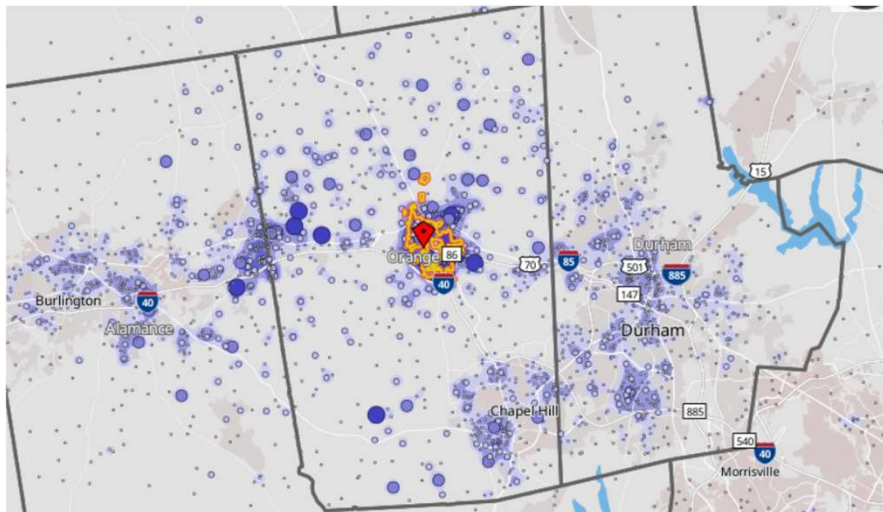 15
Durham
Orange
86
70
85
501
885
40
147
Burlington
40
Alamance
Durham
Chapel Hill
885
540
40
Morrisville